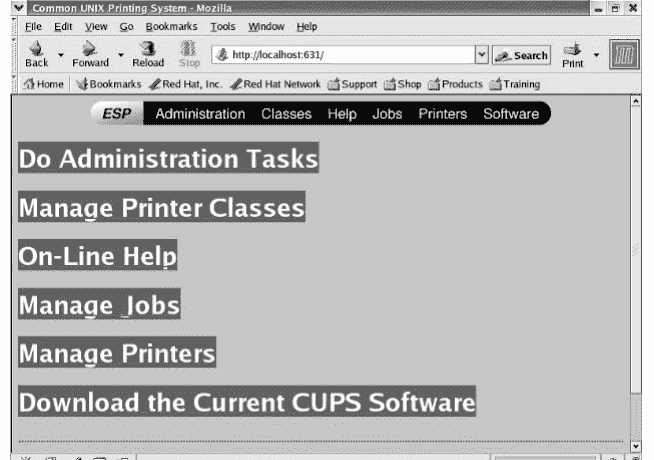 Common UNIX Printing System - Mozilla
File Edit View Go Bookmarks Tools Window Help
Back Forward Reload Stop http://localhost:631/ Search Print
Home Bookmarks Red Hat, Inc. Red Hat Network Support Shop Products Training
ESP Administration Classes Help Jobs Printers Software
Do Administration Tasks
Manage Printer Classes
On-Line Help
Manage Jobs
Manage Printers
Download the Current CUPS Software